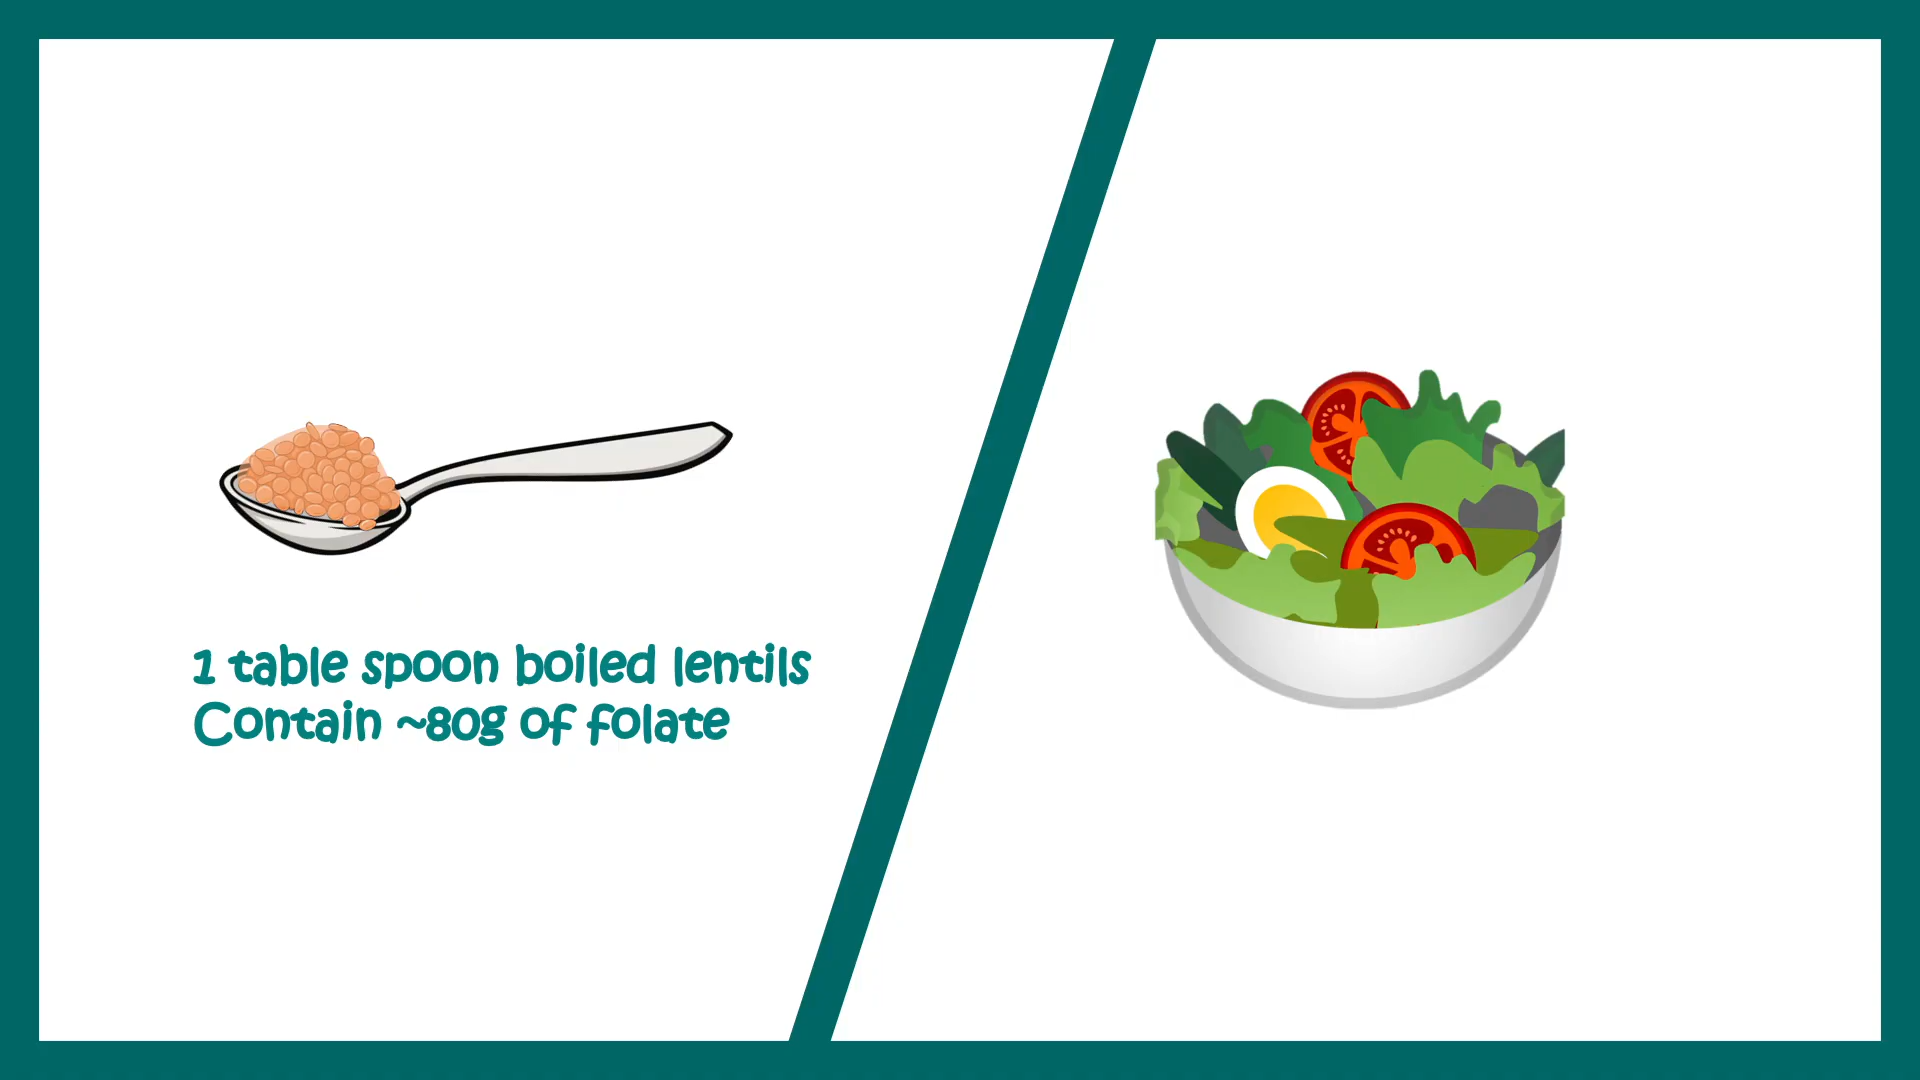 1 table spoon boiled lentils
Contain ~80g of folate